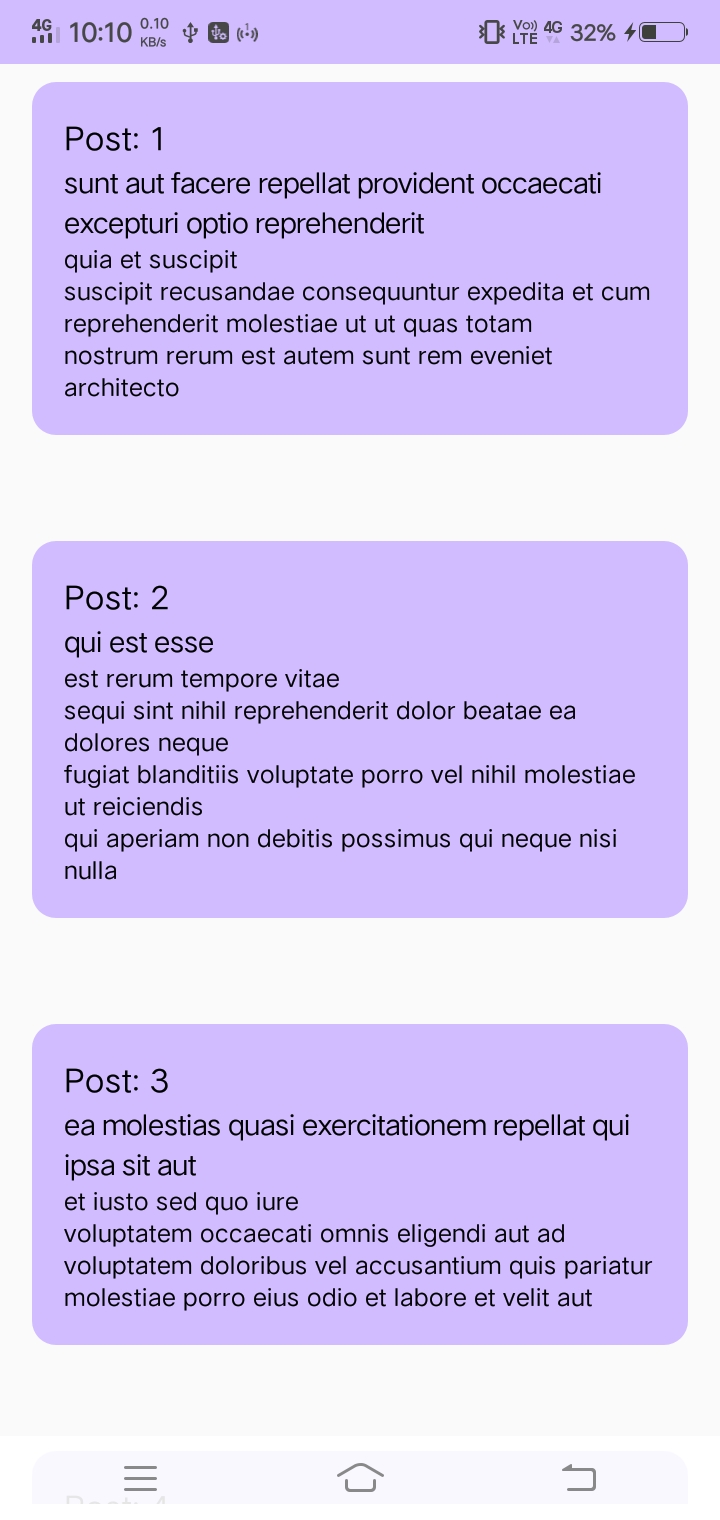 4G 10:10 0.10 KB/s Vo)) LTE 4G 32%
Post: 1
sunt aut facere repellat provident occaecati
excepturi optio reprehenderit
quia et suscipit
suscipit recusandae consequuntur expedita et cum
reprehenderit molestiae ut ut quas totam
nostrum rerum est autem sunt rem eveniet
architecto
Post: 2
qui est esse
est rerum tempore vitae
sequi sint nihil reprehenderit dolor beatae ea
dolores neque
fugiat blanditiis voluptate porro vel nihil molestiae
ut reiciendis
qui aperiam non debitis possimus qui neque nisi
nulla
Post: 3
ea molestias quasi exercitationem repellat qui
ipsa sit aut
et iusto sed quo iure
voluptatem occaecati omnis eligendi aut ad
voluptatem doloribus vel accusantium quis pariatur
molestiae porro eius odio et labore et velit aut
Post: 4